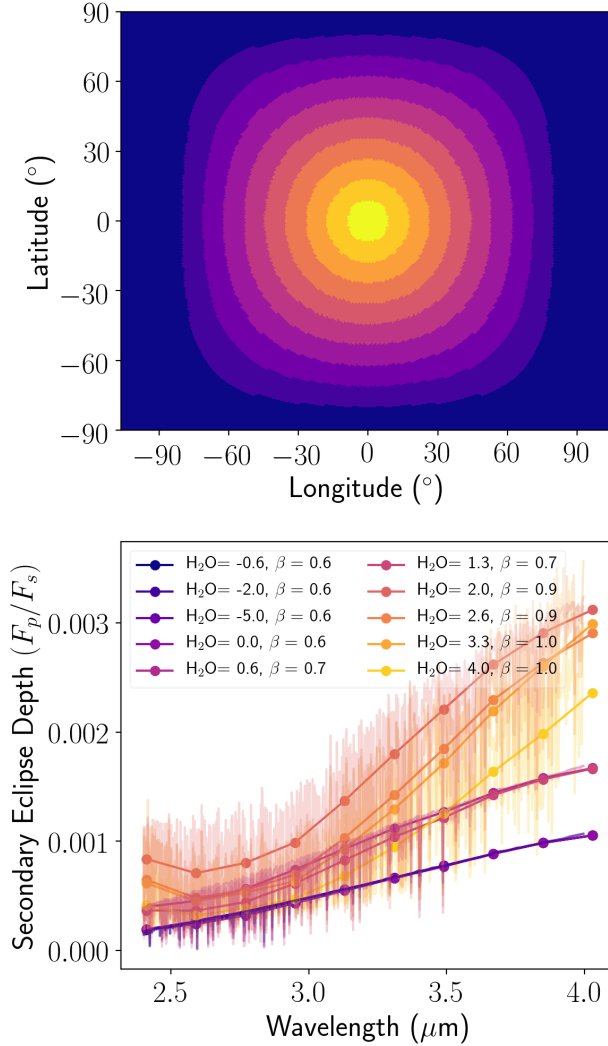 90
60
30
0
−30
−60
−90
Latitude (°)
−90 −60 −30 0 30 60 90
Longitude (°)
H₂O= -0.6, β = 0.6
H₂O= -2.0, β = 0.6
H₂O= -5.0, β = 0.6
H₂O= 0.0, β = 0.6
H₂O= 0.6, β = 0.7
H₂O= 1.3, β = 0.7
H₂O= 2.0, β = 0.9
H₂O= 2.6, β = 0.9
H₂O= 3.3, β = 1.0
H₂O= 4.0, β = 1.0
0.003
0.002
0.001
0.000
Secondary Eclipse Depth (Fₚ/Fₛ)
2.5 3.0 3.5 4.0
Wavelength (μm)